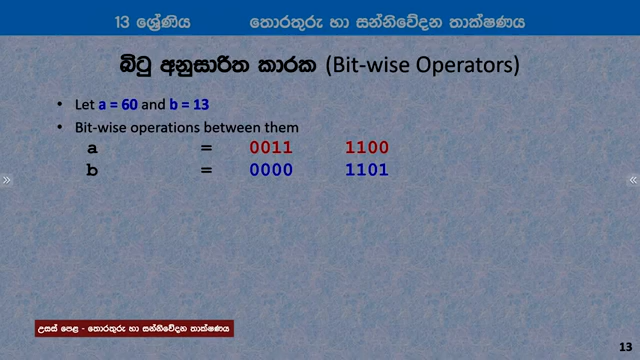 13 ශ්‍රේණිය තොරතුරු හා සන්නිවේදන තාක්ෂණය
බිටු අනුසාරිත කාරක (Bit-wise Operators)
• Let a = 60 and b = 13
• Bit-wise operations between them
a = 0011 1100
b = 0000 1101
» «
උසස් පෙළ - තොරතුරු හා සන්නිවේදන තාක්ෂණය
13